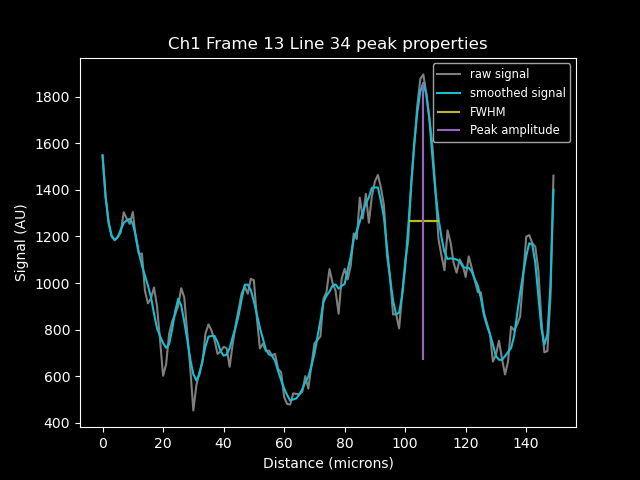 Ch1 Frame 13 Line 34 peak properties
raw signal
smoothed signal
FWHM
Peak amplitude
Signal (AU)
1800
1600
1400
1200
1000
800
600
400
0 20 40 60 80 100 120 140
Distance (microns)